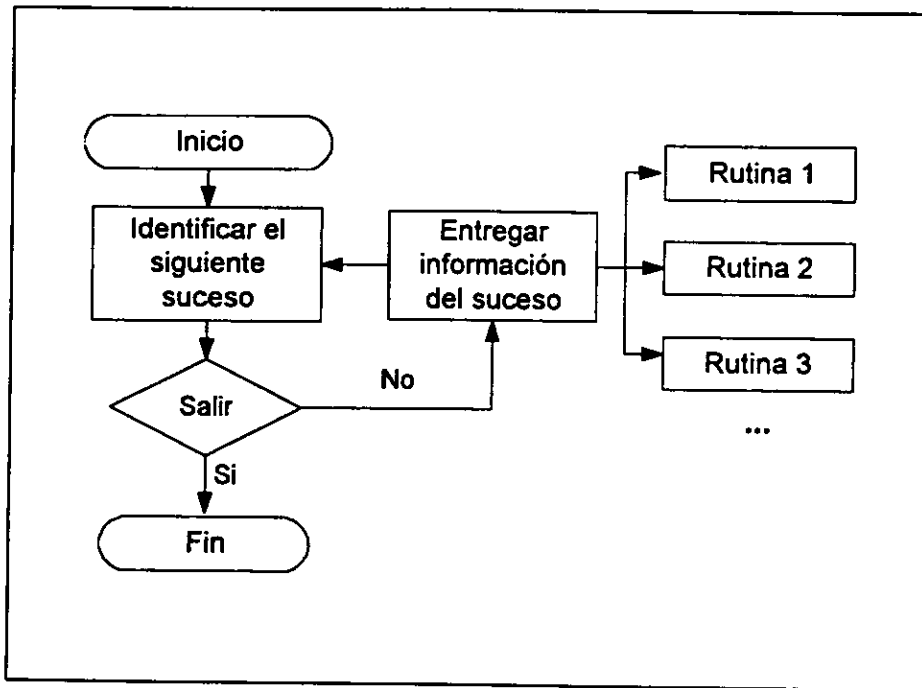 Inicio
Identificar el
siguiente
suceso
Entregar
información
del suceso
Rutina 1
Rutina 2
Rutina 3
...
Salir
No
Si
Fin